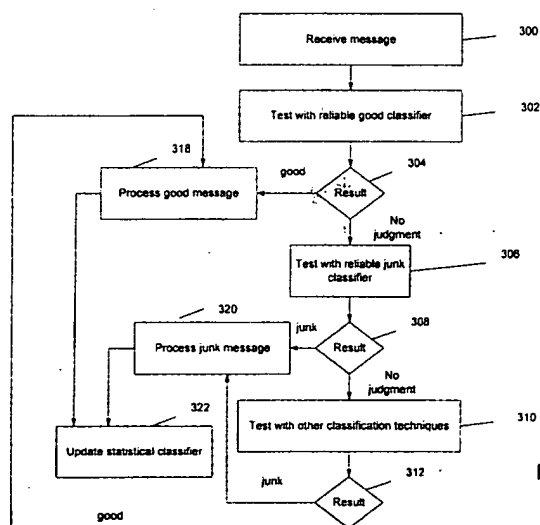 Receive message
300
Test with reliable good classifier
302
318
304
good
Result
Process good message
No
judgment
Test with reliable junk
classifier
306
320
308
junk
Result
Process junk message
No
judgment
322
310
Test with other classification techniques
Update statistical classifier
312
junk
Result
good